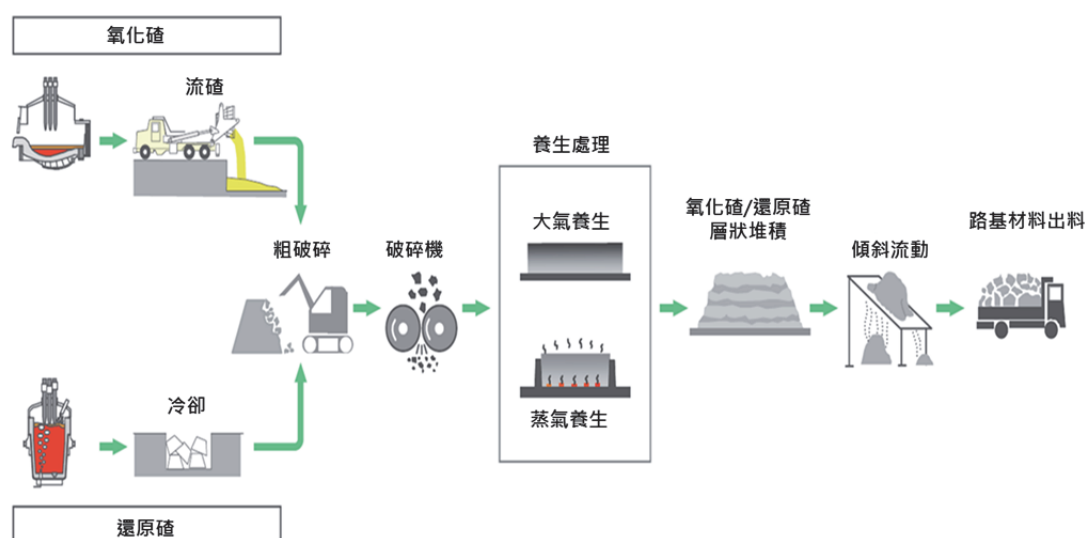 氧化碴
流碴
養生處理
大氣養生
氧化碴/還原碴
層狀堆積
路基材料出料
粗破碎
破碎機
傾斜流動
冷卻
蒸氣養生
還原碴